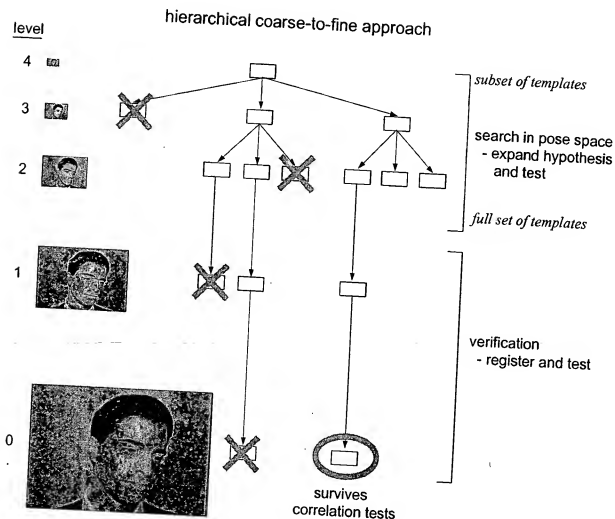 hierarchical coarse-to-fine approach
level
4
subset of templates
3
search in pose space
- expand hypothesis
and test
2
full set of templates
1
verification
- register and test
0
survives
correlation tests